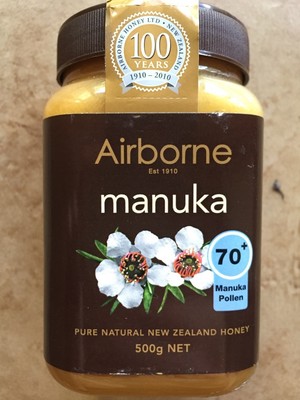 AIRBORNE HONEY LTD • NEW ZEALAND
100
YEARS
1910 - 2010
Airborne
Est 1910
manuka
70+
Manuka
Pollen
PURE NATURAL NEW ZEALAND HONEY
500g NET